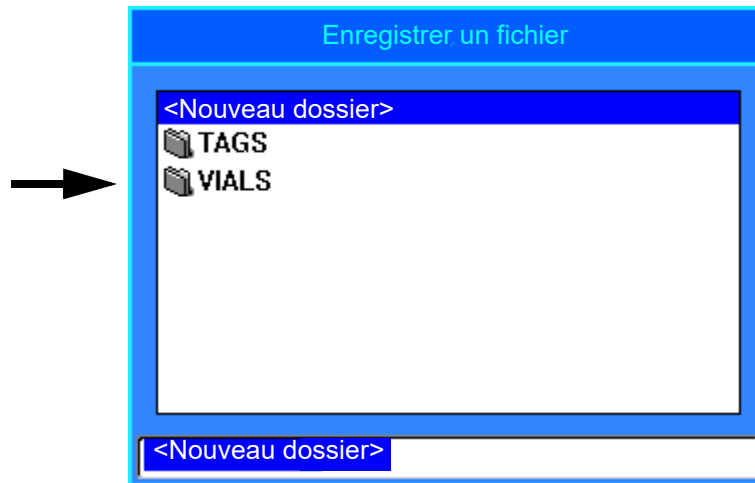 Enregistrer un fichier
<Nouveau dossier>
TAGS
VIALS
<Nouveau dossier>